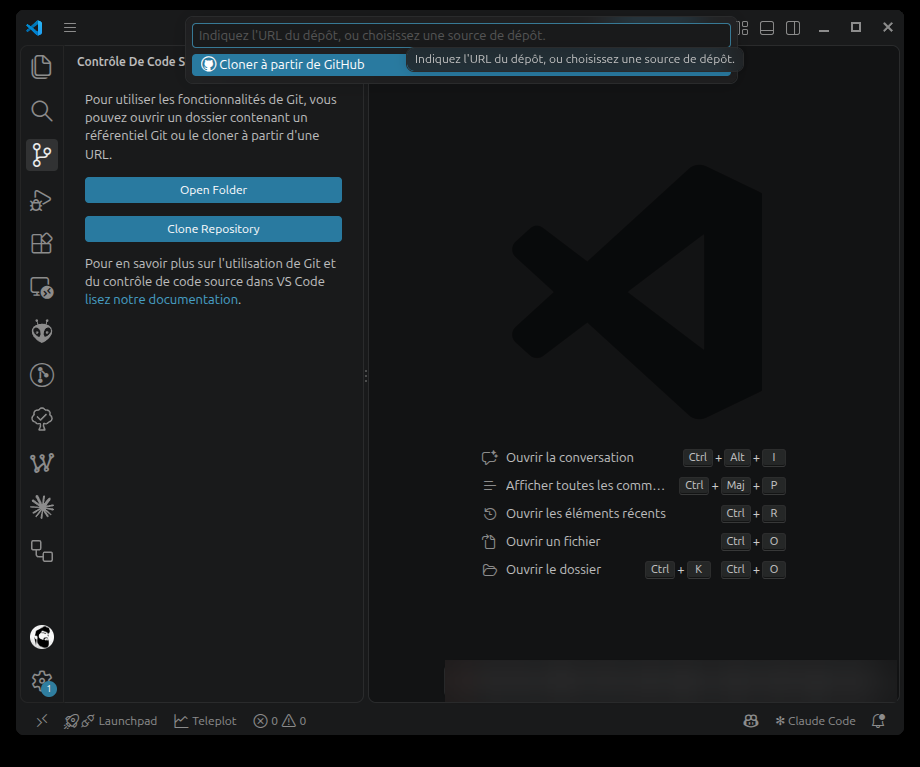 Indiquez l'URL du dépôt, ou choisissez une source de dépôt.
Cloner à partir de GitHub
Indiquez l'URL du dépôt, ou choisissez une source de dépôt.
Contrôle De Code S
Pour utiliser les fonctionnalités de Git, vous
pouvez ouvrir un dossier contenant un
référentiel Git ou le cloner à partir d'une
URL.
Open Folder
Clone Repository
Pour en savoir plus sur l'utilisation de Git et
du contrôle de code source dans VS Code
lisez notre documentation.
Ouvrir la conversation Ctrl + Alt + I
Afficher toutes les comm... Ctrl + Maj + P
Ouvrir les éléments récents Ctrl + R
Ouvrir un fichier Ctrl + O
Ouvrir le dossier Ctrl + K Ctrl + O
1
Launchpad Teleplot 0 0 Claude Code